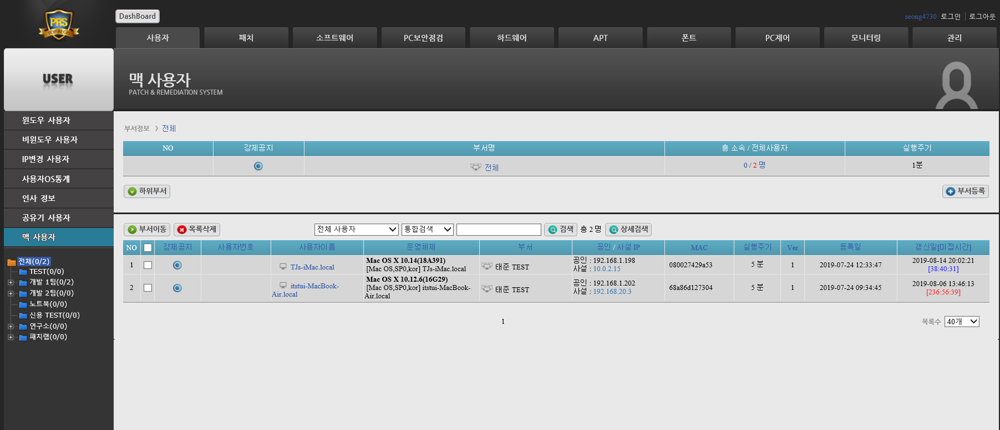 PRS
TOP AEGIS
DashBoard
seong4730 로그인 로그아웃
사용자 패치 소프트웨어 PC보안점검 하드웨어 APT 폰트 PC제어 모니터링 관리
USER
맥 사용자
PATCH & REMEDIATION SYSTEM
윈도우 사용자
비윈도우 사용자
IP변경 사용자
사용자OS통계
인사 정보
공유기 사용자
맥 사용자
전체(0/2)
TEST(0/0)
개발 1팀(0/2)
개발 2팀(0/0)
노트북(0/0)
신용 TEST(0/0)
연구소(0/0)
패치랩(0/0)
부서정보 》 전체
NO 강제공지 부서명 총 소속 / 전체사용자 실행주기
전체 0 / 2 명 1분
하위부서 부서등록
부서이동 목록삭제 전체 사용자 통합검색 검색 총 2 명 상세검색
NO 강제공지 사용자번호 사용자이름 운영체제 부서 공인 / 사설 IP MAC 실행주기 Ver 등록일 갱신일[미접시간]
1 TJs-iMac.local Mac OS X 10.14(18A391) 태준 TEST 공인 : 192.168.1.198 080027429a53 5 분 1 2019-07-24 12:33:47 2019-08-14 20:02:21
[Mac OS,SP0,kor] TJs-iMac.local 사설 : 10.0.2.15 [38:40:31]
2 itstui-MacBook- Mac OS X 10.12.6(16G29) 태준 TEST 공인 : 192.168.1.202 68a86d127304 5 분 1 2019-07-24 09:34:45 2019-08-06 13:46:13
Air.local [Mac OS,SP0,kor] itstui-MacBook- 사설 : 192.168.20.3 [236:56:39]
Air.local
1
목록수 40개